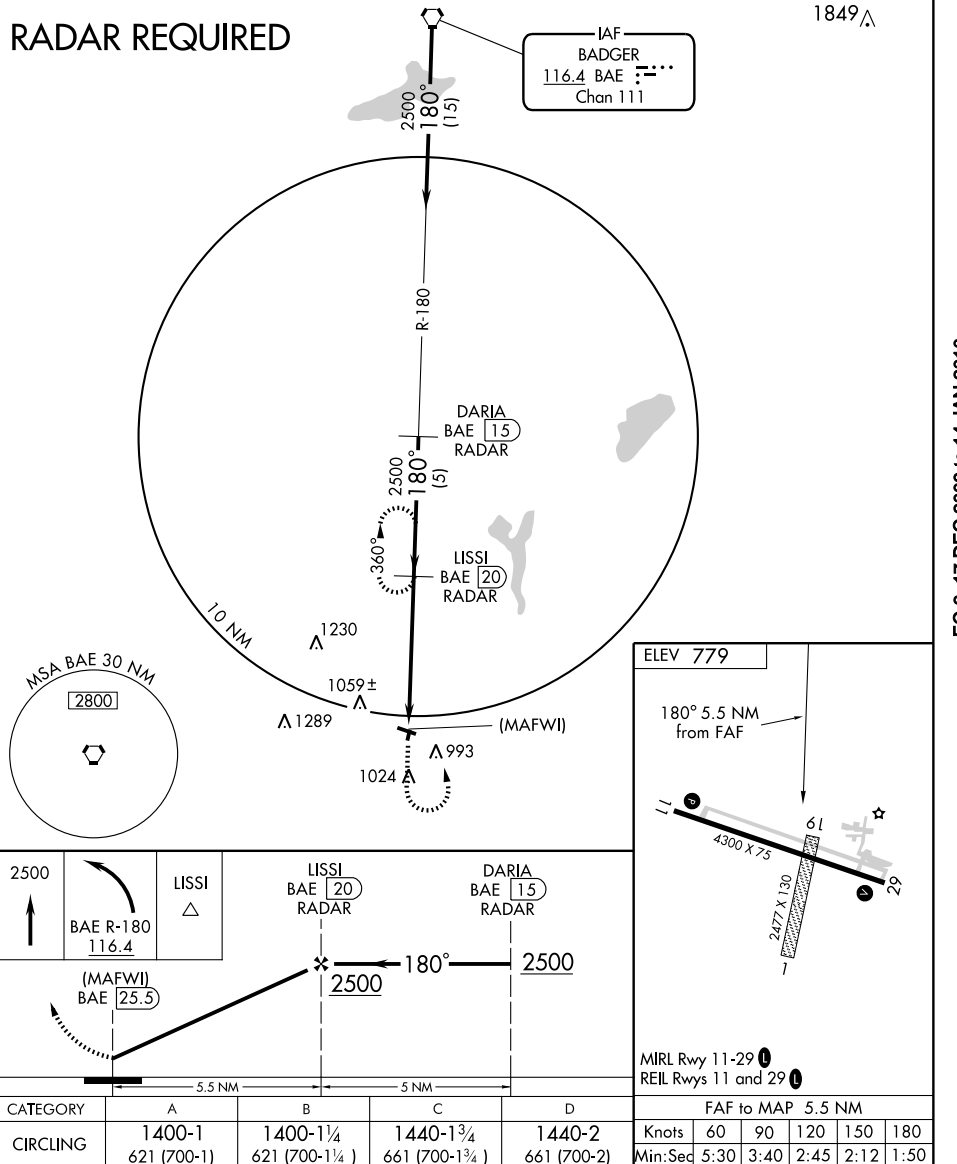 RADAR REQUIRED
1849
IAF
BADGER
116.4 BAE
Chan 111
2500
180°
(15)
R-180
DARIA
BAE 15
RADAR
2500
180°
(5)
360°
LISSI
BAE 20
RADAR
10 NM
1230
1059±
1289
(MAFWI)
993
1024
MSA BAE 30 NM
2800
ELEV 779
180° 5.5 NM
from FAF
11
P
19
4300 X 75
V
29
2477 X 130
1
MIRL Rwy 11-29 L
REIL Rwys 11 and 29 L
2500
BAE R-180
116.4
LISSI
LISSI
BAE 20
RADAR
DARIA
BAE 15
RADAR
180°
2500
2500
(MAFWI)
BAE 25.5
5.5 NM
5 NM
CATEGORY A B C D
CIRCLING 1400-1 1400-1¼ 1440-1¾ 1440-2
621 (700-1) 621 (700-1¼) 661 (700-1¾) 661 (700-2)
FAF to MAP 5.5 NM
Knots 60 90 120 150 180
Min:Sec 5:30 3:40 2:45 2:12 1:50